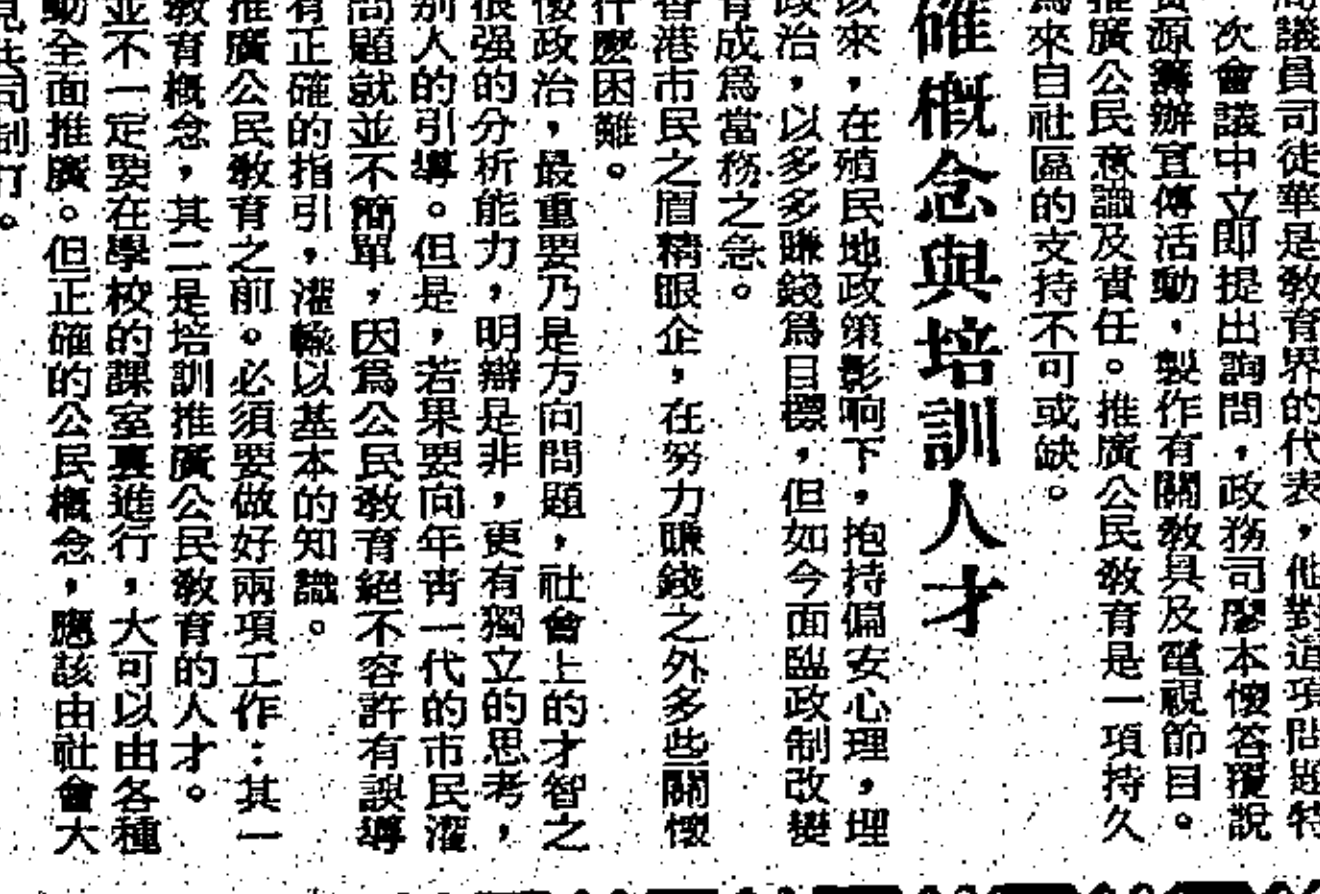 議員司徒華是教育界的代表，他對這項問題特
次會議中立即提出詢問，政務司廖本懷答覆說
資源籌辦宣傳活動，製作有關教具及電視節目。
推廣公民意識及責任。推廣公民教育是一項持久
爲來自社區的支持不可或缺。
確概念與培訓人才
以來，在殖民地政策影响下，抱持偏安心理，埋
政治，以多多賺錢爲目標，但如今面臨政制改變
育成爲當務之急。
香港市民之眉精眼企，在努力賺錢之外多些關懷
什麽困難。
懷政治，最重要乃是方向問題，社會上的才智之
很强的分析能力，明辯是非，更有獨立的思考，
別人的引導。但是，若果要向年靑一代的市民灌
問題就並不簡單，因爲公民敎育絕不容許有誤導
有正確的指引，灌輸以基本的知識。
推廣公民敎育之前。必須要做好兩項工作：其一
敎育概念，其二是培訓推廣公民敎育的人才。
並不一定要在學校的課室裏進行，大可以由各種
動全面推廣。但正確的公民概念，應該由社會大